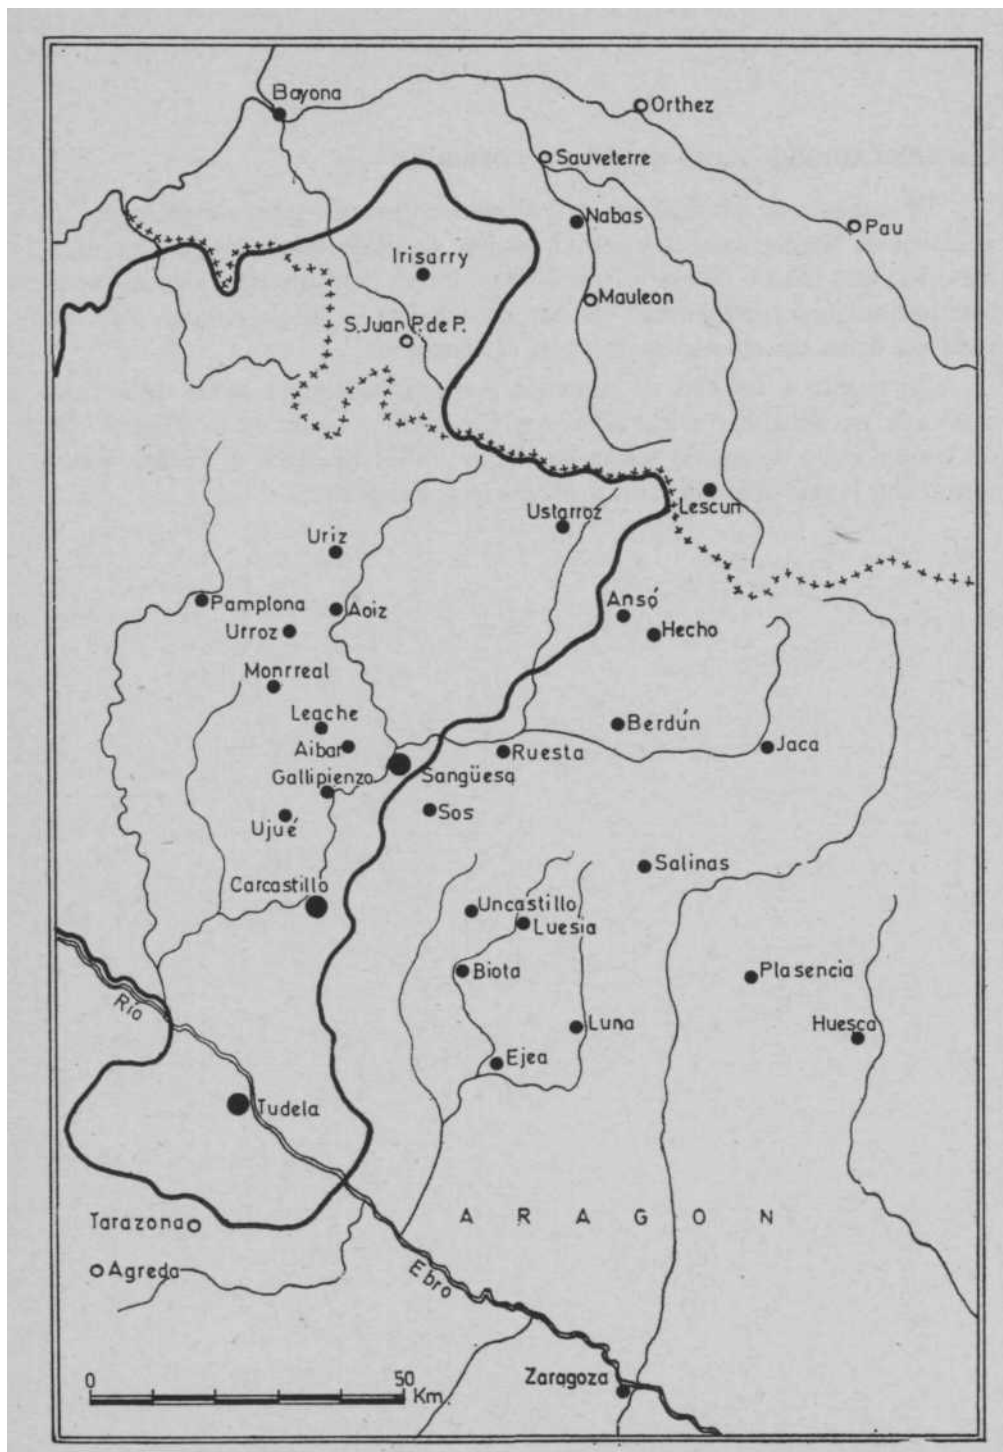 Bayona
Orthez
Sauveterre
Nabas
Pau
Irisarry
Mauleon
S. Juan P. de P.
Lescun
Ustarroz
Uriz
Pamplona
Aoiz
Ansó
Urroz
Hecho
Monrreal
Leache
Berdún
Aibar
Ruesta
Jaca
Gallipienzo
Sangüesa
Sos
Ujué
Salinas
Carcastillo
Uncastillo
Luesia
Biota
Plasencia
Río
Luna
Huesca
Ejea
Tudela
Tarazona
ARAGON
Agreda
Ebro
Zaragoza
0 50
Km.